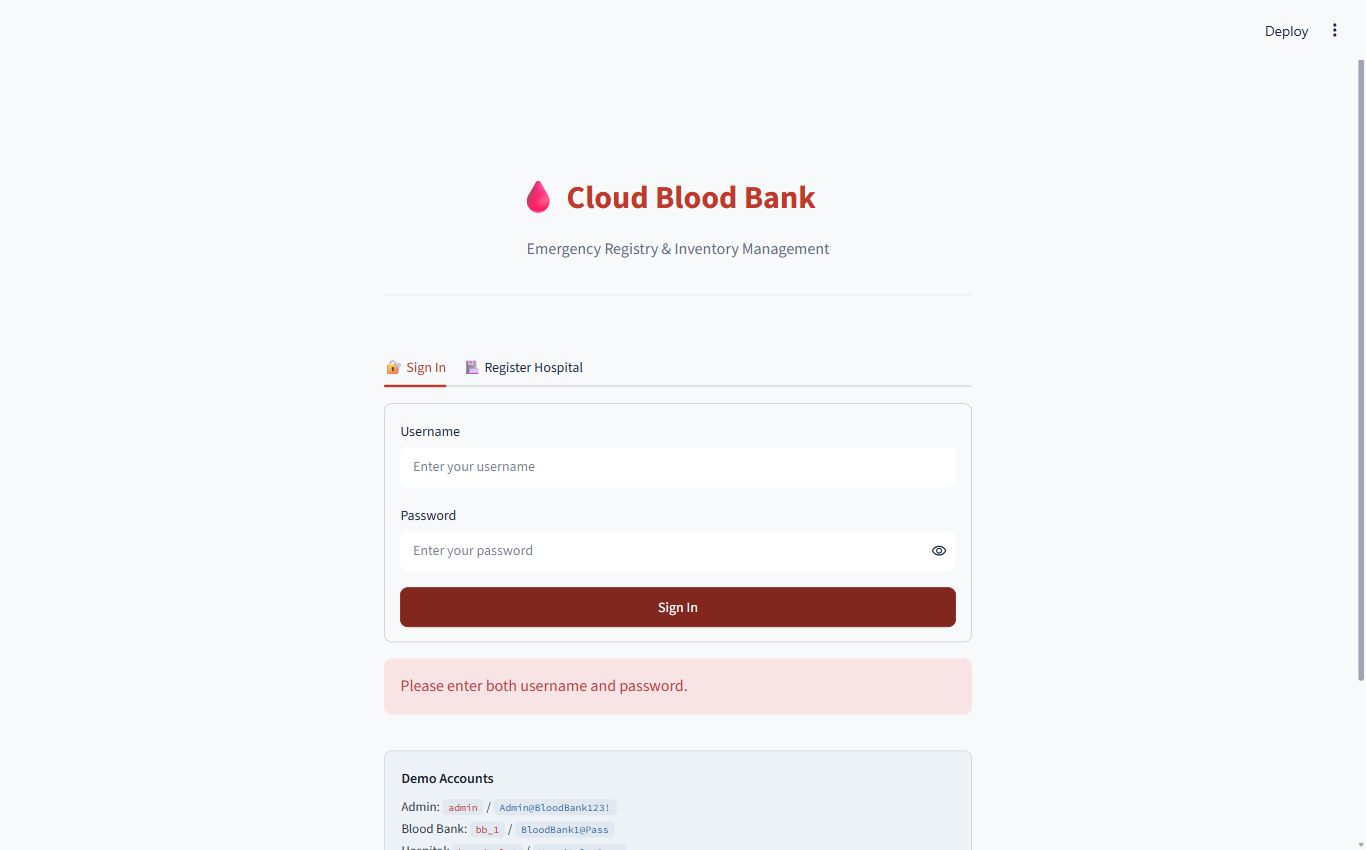 Deploy
Cloud Blood Bank
Emergency Registry & Inventory Management
Sign In
Register Hospital
Username
Enter your username
Password
Enter your password
Sign In
Please enter both username and password.
Demo Accounts
Admin: admin / Admin@BloodBank123!
Blood Bank: bb_1 / BloodBank1@Pass
Hospital: